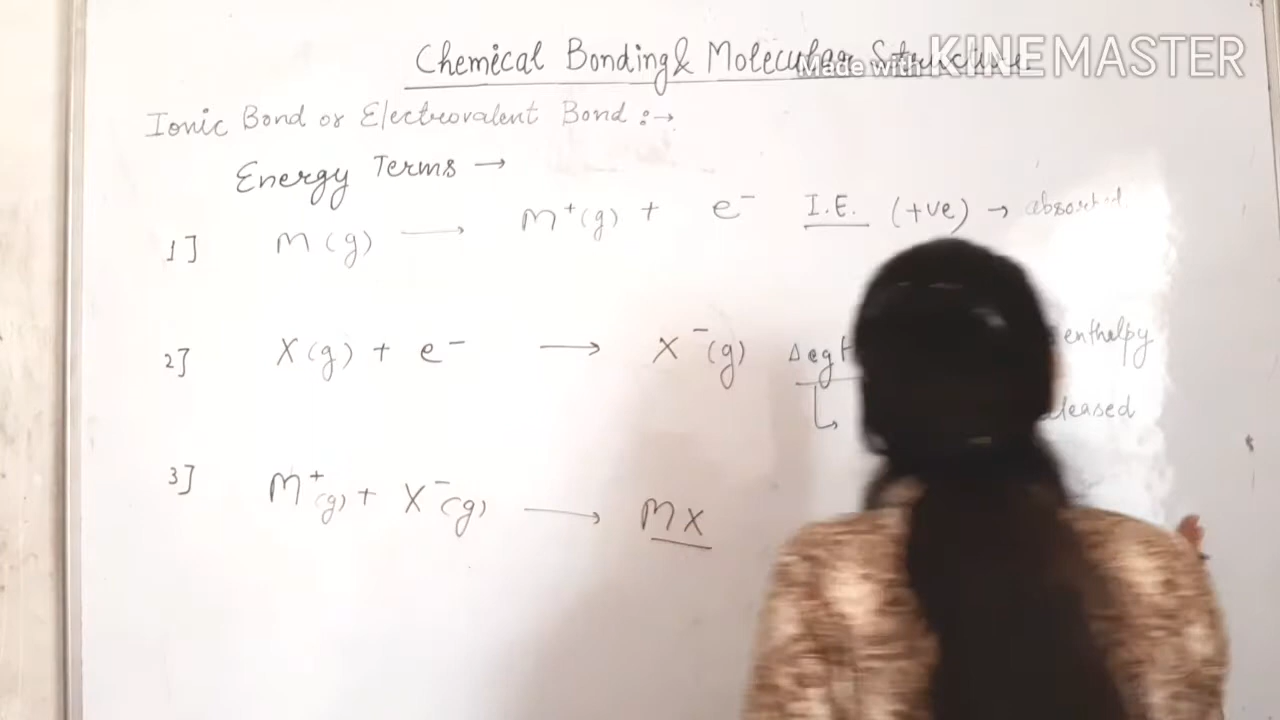 Chemical Bonding & Molecular Structure
Made with KINEMASTER
Ionic Bond or Electrovalent Bond :→
Energy Terms →
1] M(g) → M⁺(g) + e⁻ I.E. (+ve) → absorbed
2] X(g) + e⁻ → X⁻(g) ΔegH enthalpy
3] M⁺(g) + X⁻(g) → MX